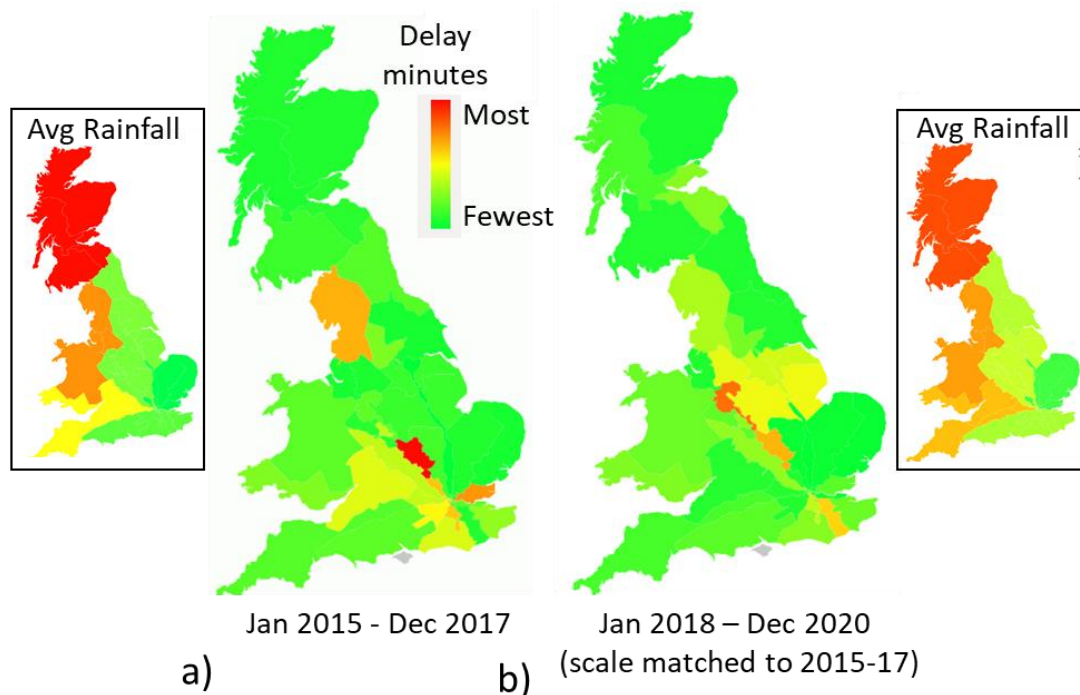 Delay
minutes
Most
Fewest
Avg Rainfall
Avg Rainfall
Jan 2015 - Dec 2017
Jan 2018 – Dec 2020
(scale matched to 2015-17)
a)
b)